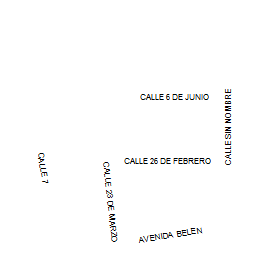 CALLE 6 DE JUNIO
CALLE SIN NOMBRE
CALLE 7
CALLE 23 DE MARZO
CALLE 26 DE FEBRERO
AVENIDA BELEN